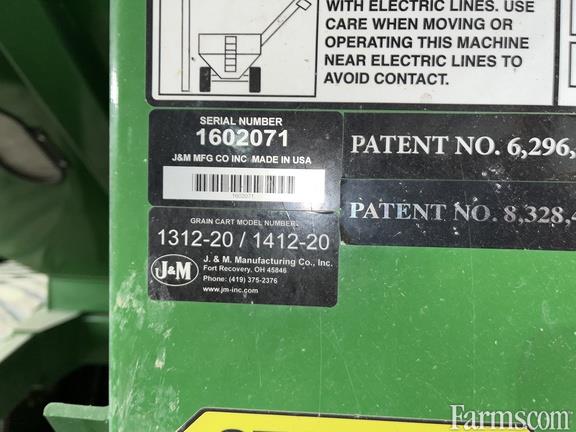 WITH ELECTRIC LINES. USE
CARE WHEN MOVING OR
OPERATING THIS MACHINE
NEAR ELECTRIC LINES TO
AVOID CONTACT.
SERIAL NUMBER
1602071
J&M MFG CO INC MADE IN USA
1602071
PATENT NO. 6,296,
PATENT NO. 8,328,
GRAIN CART MODEL NUMBER:
1312-20 / 1412-20
J&M
J. & M. Manufacturing Co., Inc.
Fort Recovery, OH 45846
Phone: (419) 375-2376
www.jm-inc.com
Farms.com